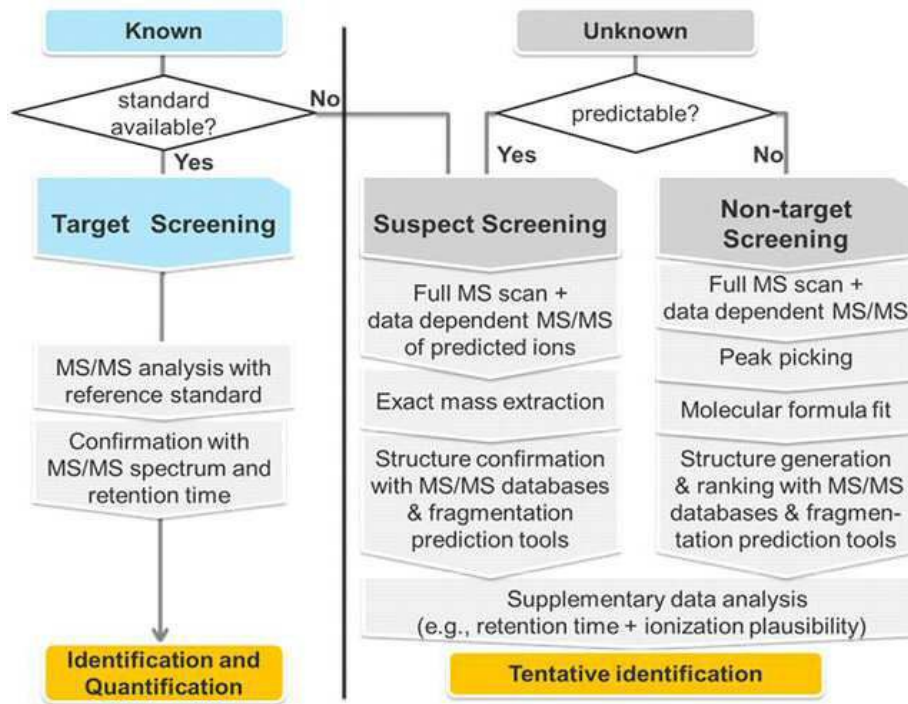 Known
standard
available?
Yes
No
Target Screening
MS/MS analysis with
reference standard
Confirmation with
MS/MS spectrum and
retention time
Identification and
Quantification
Unknown
predictable?
Yes
No
Suspect Screening
Full MS scan +
data dependent MS/MS
of predicted ions
Exact mass extraction
Structure confirmation
with MS/MS databases
& fragmentation
prediction tools
Non-target
Screening
Full MS scan +
data dependent MS/MS
Peak picking
Molecular formula fit
Structure generation
& ranking with MS/MS
databases & fragmen-
tation prediction tools
Supplementary data analysis
(e.g., retention time + ionization plausibility)
Tentative identification